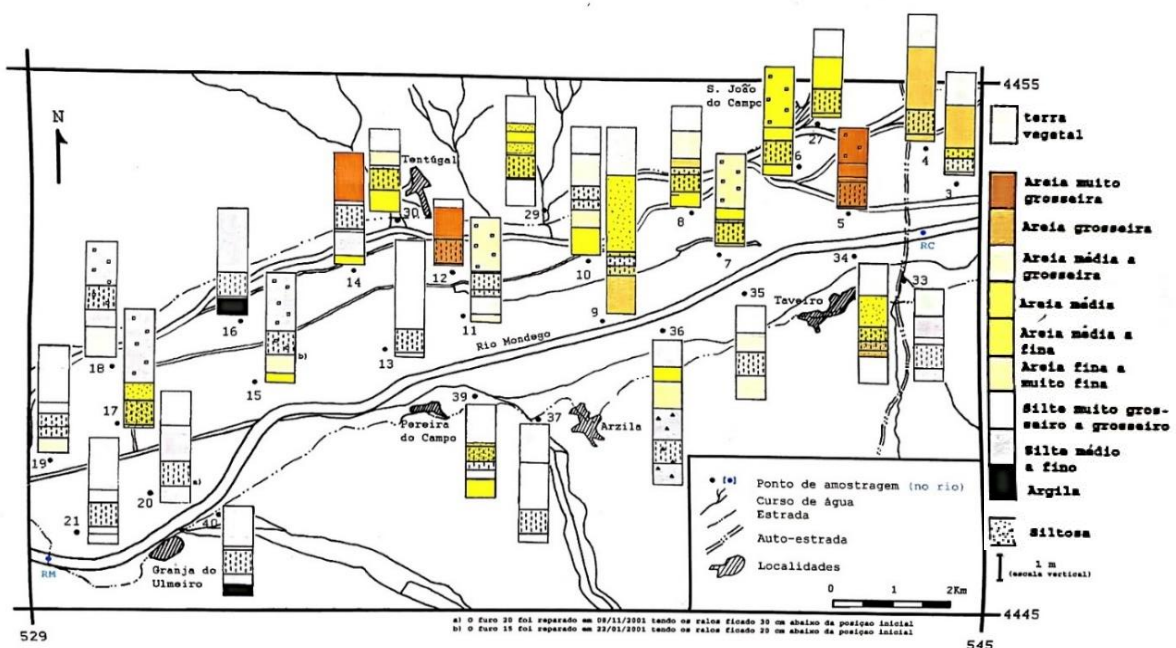 4455
N
S. João
do Campo
Tentúgal
27
6
4
3
5
RC
30
29
8
7
34
33
14
12
10
9
11
35
Taveiro
36
Rio Mondego
16
13
18
15
b)
17
39
Pereira
do Campo
37
Arzila
19
20
a)
21
40
Granja do
Ulmeiro
RM
terra
vegetal
Areia muito
grosseira
Areia grosseira
Areia média a
grosseira
Areia média
Areia média a
fina
Areia fina a
muito fina
Silte muito gros-
seiro a grosseiro
Silte médio
a fino
Argila
Siltosa
1 m
(escala vertical)
Ponto de amostragem (no rio)
Curso de água
Estrada
Auto-estrada
Localidades
0 1 2Km
a) O furo 20 foi reparado em 08/11/2001 tendo os ralos ficado 30 cm abaixo da posiçao inicial
b) O furo 15 foi reparado em 22/01/2001 tendo os ralos ficado 20 cm abaixo da posiçao inicial
4445
529
545